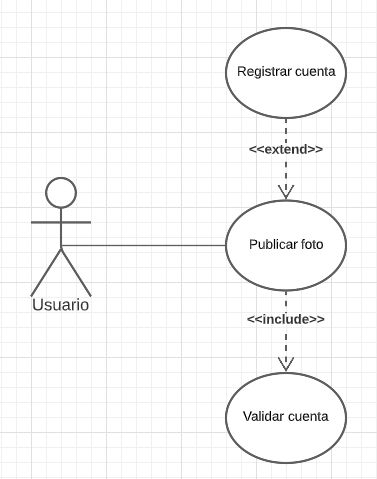 Registrar cuenta
<<extend>>
Publicar foto
Usuario
<<include>>
Validar cuenta